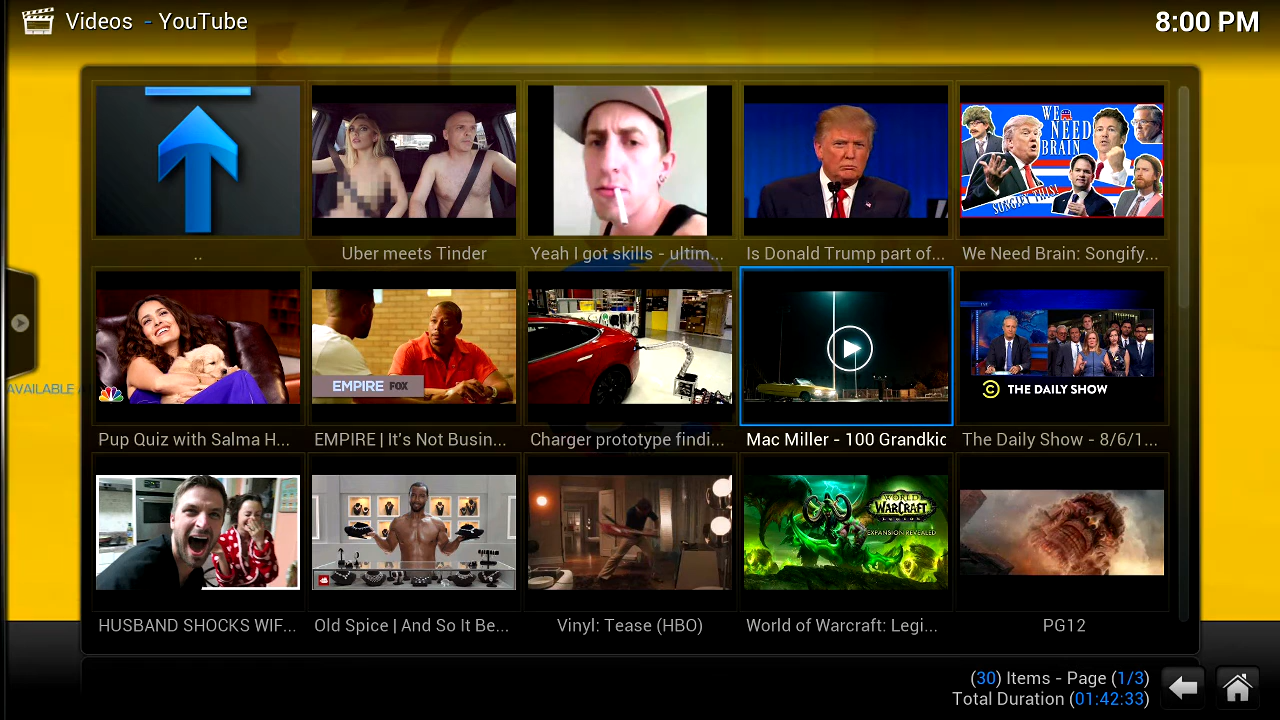 Videos - YouTube
8:00 PM
WE
NEED
BRAIN
SONGIFY THIS!
..
Uber meets Tinder
Yeah I got skills - ultim...
Is Donald Trump part of...
We Need Brain: Songify...
EMPIRE FOX
THE DAILY SHOW
AVAILABLE
Pup Quiz with Salma H...
EMPIRE | It's Not Busin...
Charger prototype findi...
Mac Miller - 100 Grandkic
The Daily Show - 8/6/1...
WORLD
WARCRAFT
LEGION
EXPANSION REVEALED
HUSBAND SHOCKS WIF...
Old Spice | And So It Be...
Vinyl: Tease (HBO)
World of Warcraft: Legi...
PG12
(30) Items - Page (1/3)
Total Duration (01:42:33)